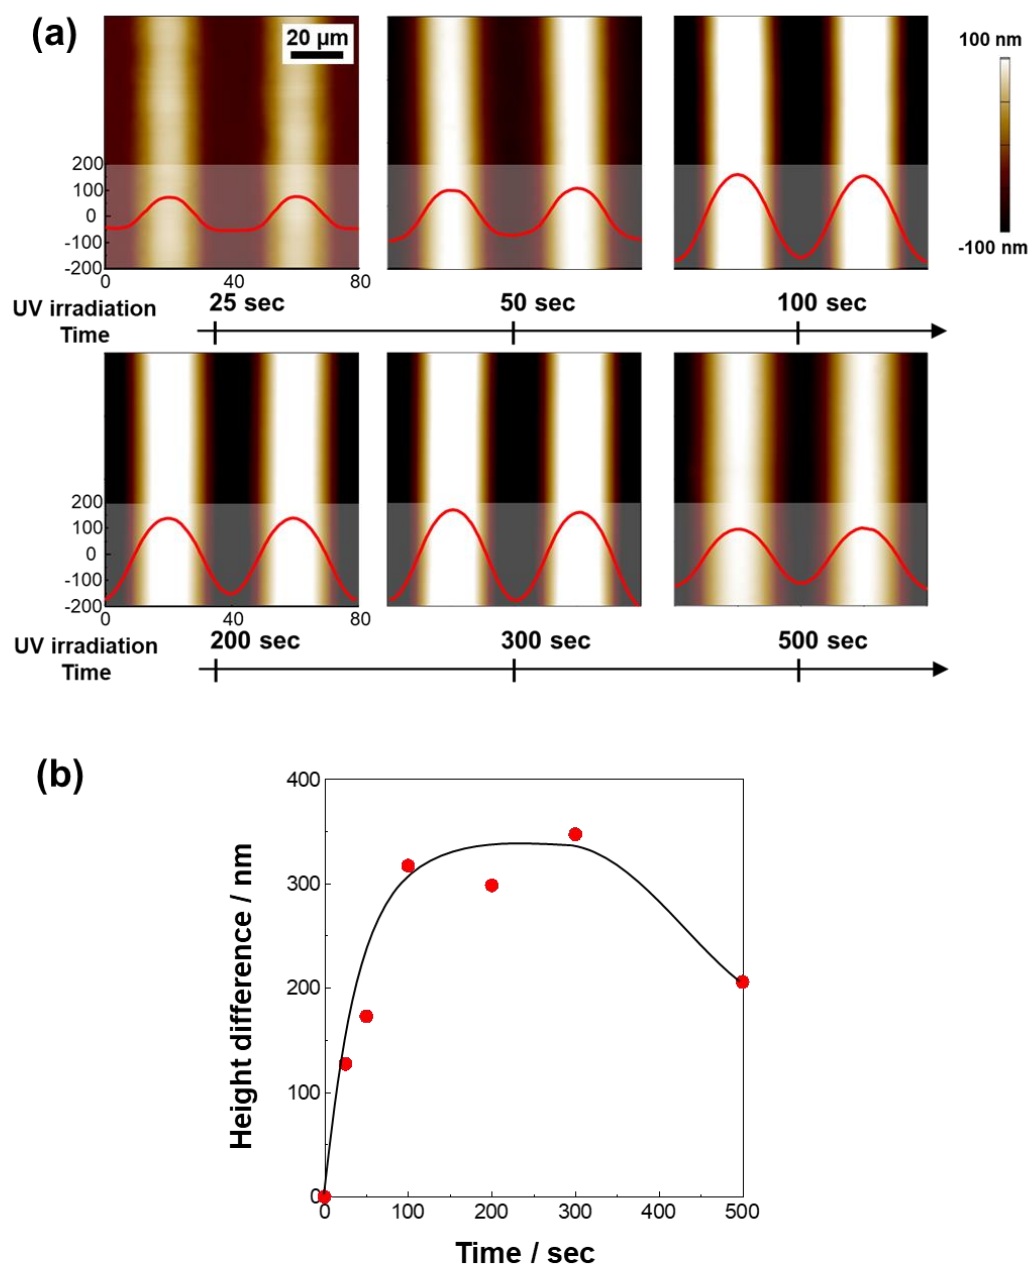 (a)
20 μm
100 nm
-100 nm
200
100
0
-100
-200
0 40 80
UV irradiation
Time
25 sec 50 sec 100 sec
200
100
0
-100
-200
0 40 80
UV irradiation
Time
200 sec 300 sec 500 sec
(b)
Height difference / nm
400
300
200
100
0
0 100 200 300 400 500
Time / sec